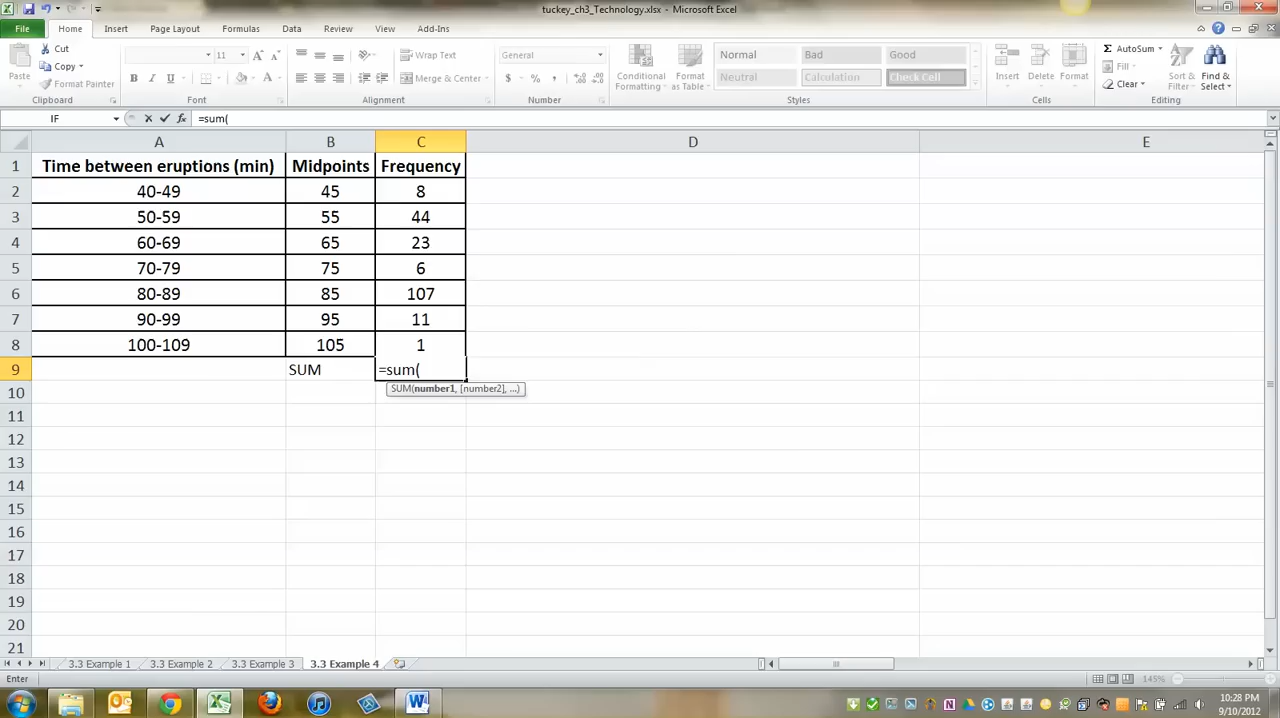 tuckey_ch3_Technology.xlsx - Microsoft Excel
File Home Insert Page Layout Formulas Data Review View Add-Ins
Paste
Cut
Copy
Format Painter
Clipboard
11
B I U A
Font
Wrap Text
Merge & Center
Alignment
General
$ % ,
Number
Conditional Formatting
Format as Table
Normal Bad Good
Neutral Calculation Check Cell
Styles
Insert Delete Format
Cells
Σ AutoSum
Fill
Clear
Sort & Filter
Find & Select
Editing
IF fx =sum(
A B C D E
1 Time between eruptions (min) Midpoints Frequency
2 40-49 45 8
3 50-59 55 44
4 60-69 65 23
5 70-79 75 6
6 80-89 85 107
7 90-99 95 11
8 100-109 105 1
9 SUM =sum(
SUM(number1, [number2], ...)
10
11
12
13
14
15
16
17
18
19
20
21
3.3 Example 1 3.3 Example 2 3.3 Example 3 3.3 Example 4
Enter 145%
10:28 PM
9/10/2012